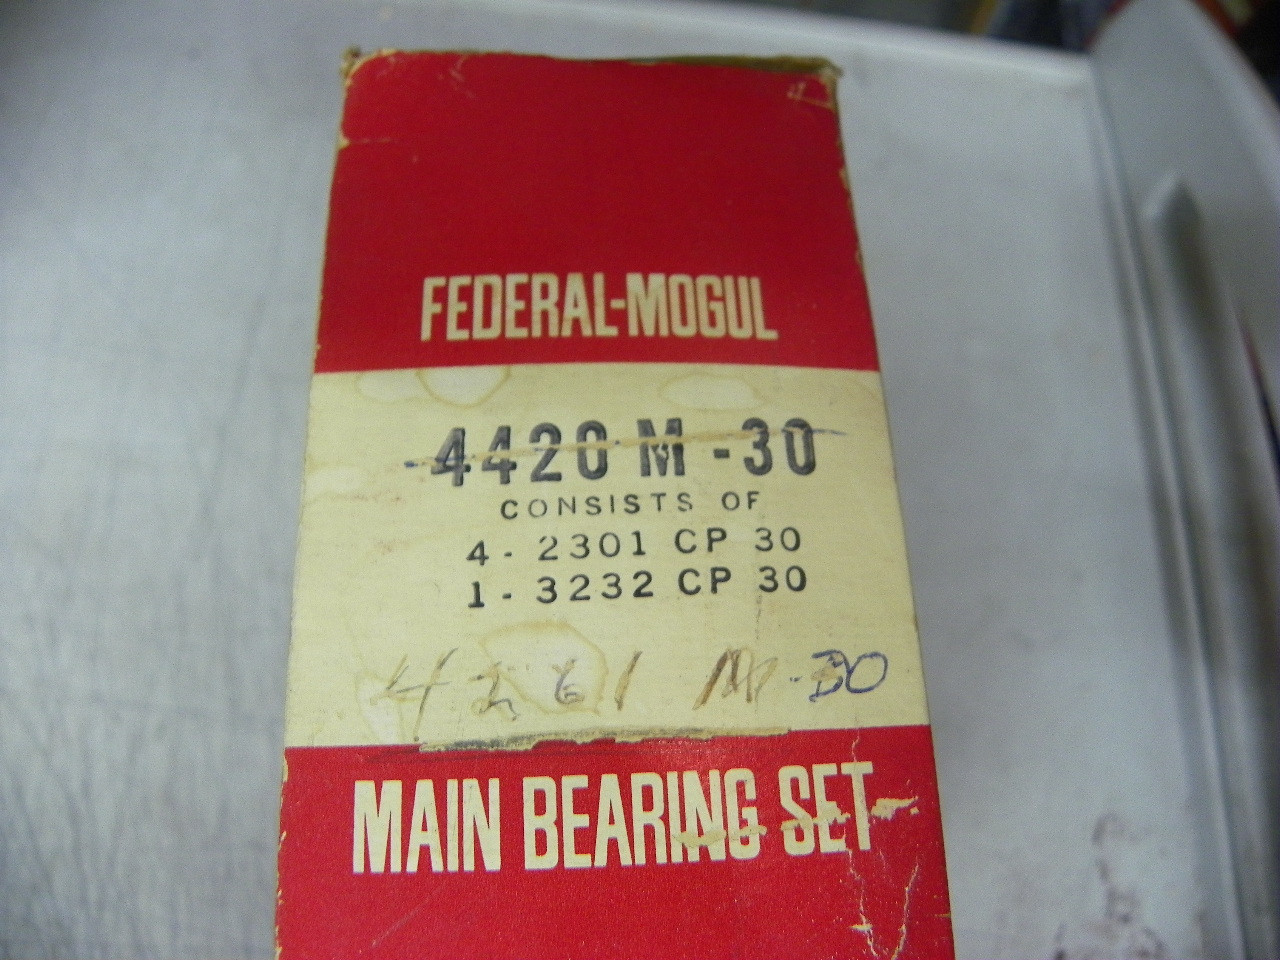 FEDERAL-MOGUL
4420 M -30
CONSISTS OF
4 - 2301 CP 30
1 - 3232 CP 30
4261 M-30
MAIN BEARING SET